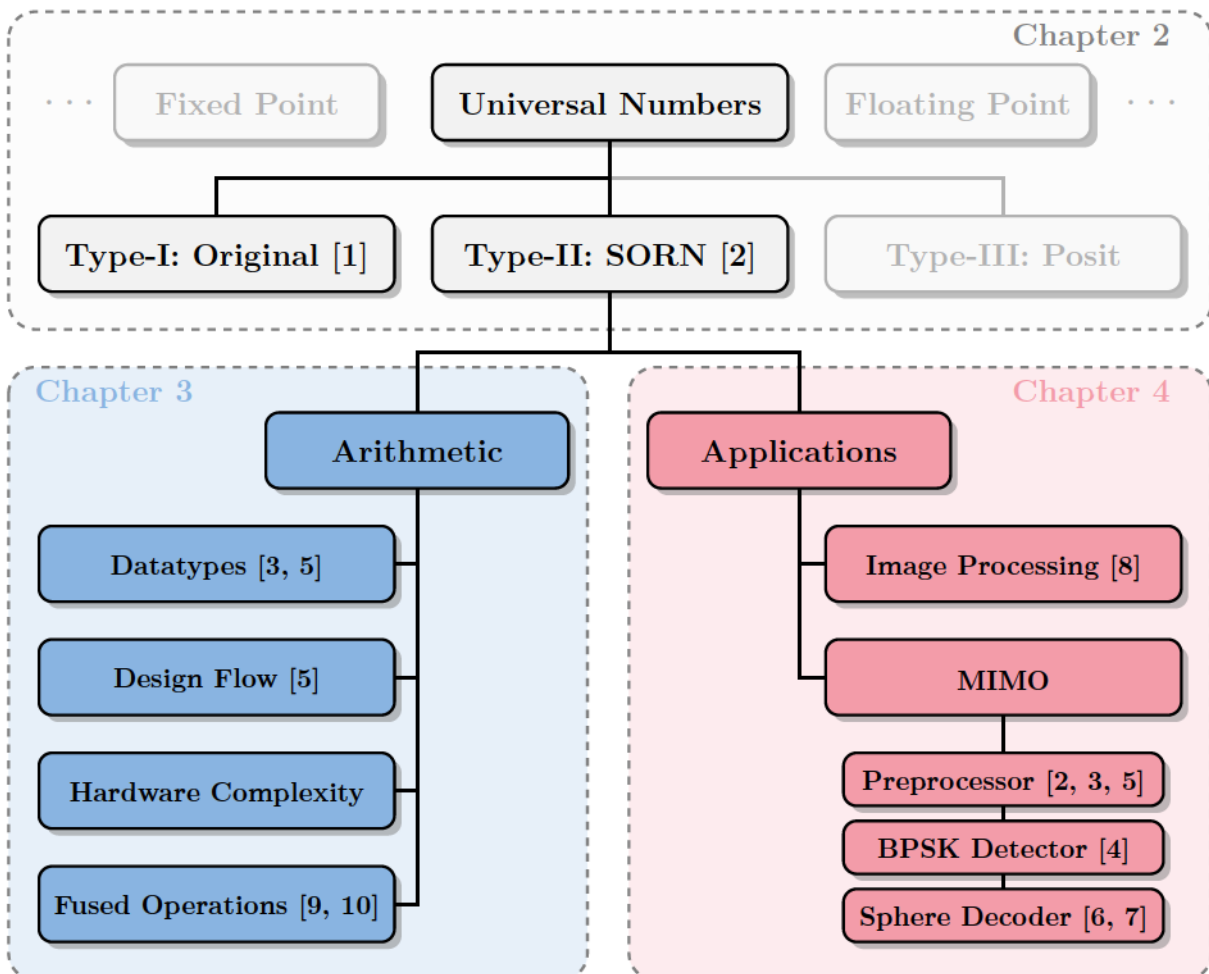 Chapter 2
· · · Fixed Point Universal Numbers Floating Point · · ·
Type-I: Original [1] Type-II: SORN [2] Type-III: Posit
Chapter 3
Arithmetic
Datatypes [3, 5]
Design Flow [5]
Hardware Complexity
Fused Operations [9, 10]
Chapter 4
Applications
Image Processing [8]
MIMO
Preprocessor [2, 3, 5]
BPSK Detector [4]
Sphere Decoder [6, 7]